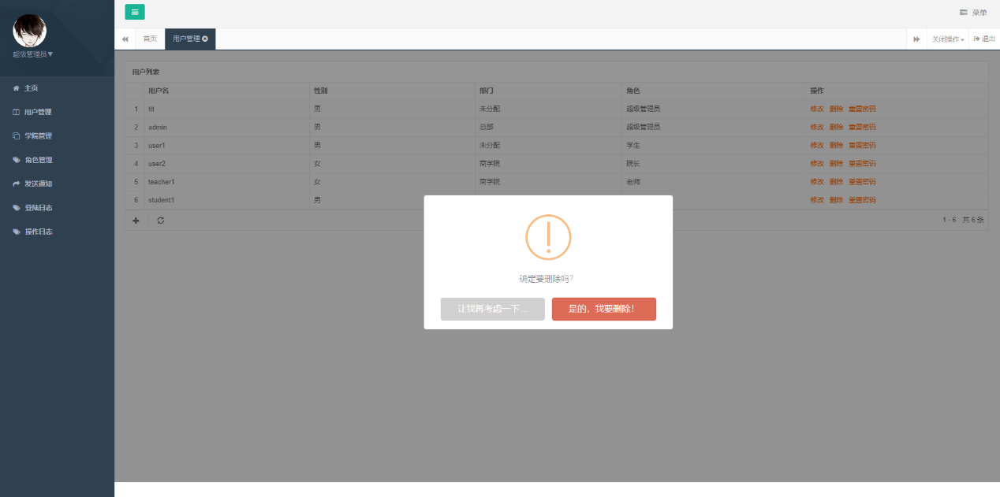 菜单
超级管理员
首页
用户管理
关闭操作
退出
主页
用户管理
学院管理
角色管理
发送通知
登陆日志
操作日志
用户列表
用户名 性别 部门 角色 操作
1 ttt 男 未分配 超级管理员 修改 删除 重置密码
2 admin 男 总部 超级管理员 修改 删除 重置密码
3 user1 男 未分配 学生 修改 删除 重置密码
4 user2 女 商学院 院长 修改 删除 重置密码
5 teacher1 女 商学院 老师 修改 删除 重置密码
6 student1 男 修改 删除 重置密码
1 - 6 共 6 条
确定要删除吗？
让我再考虑一下…
是的，我要删除！